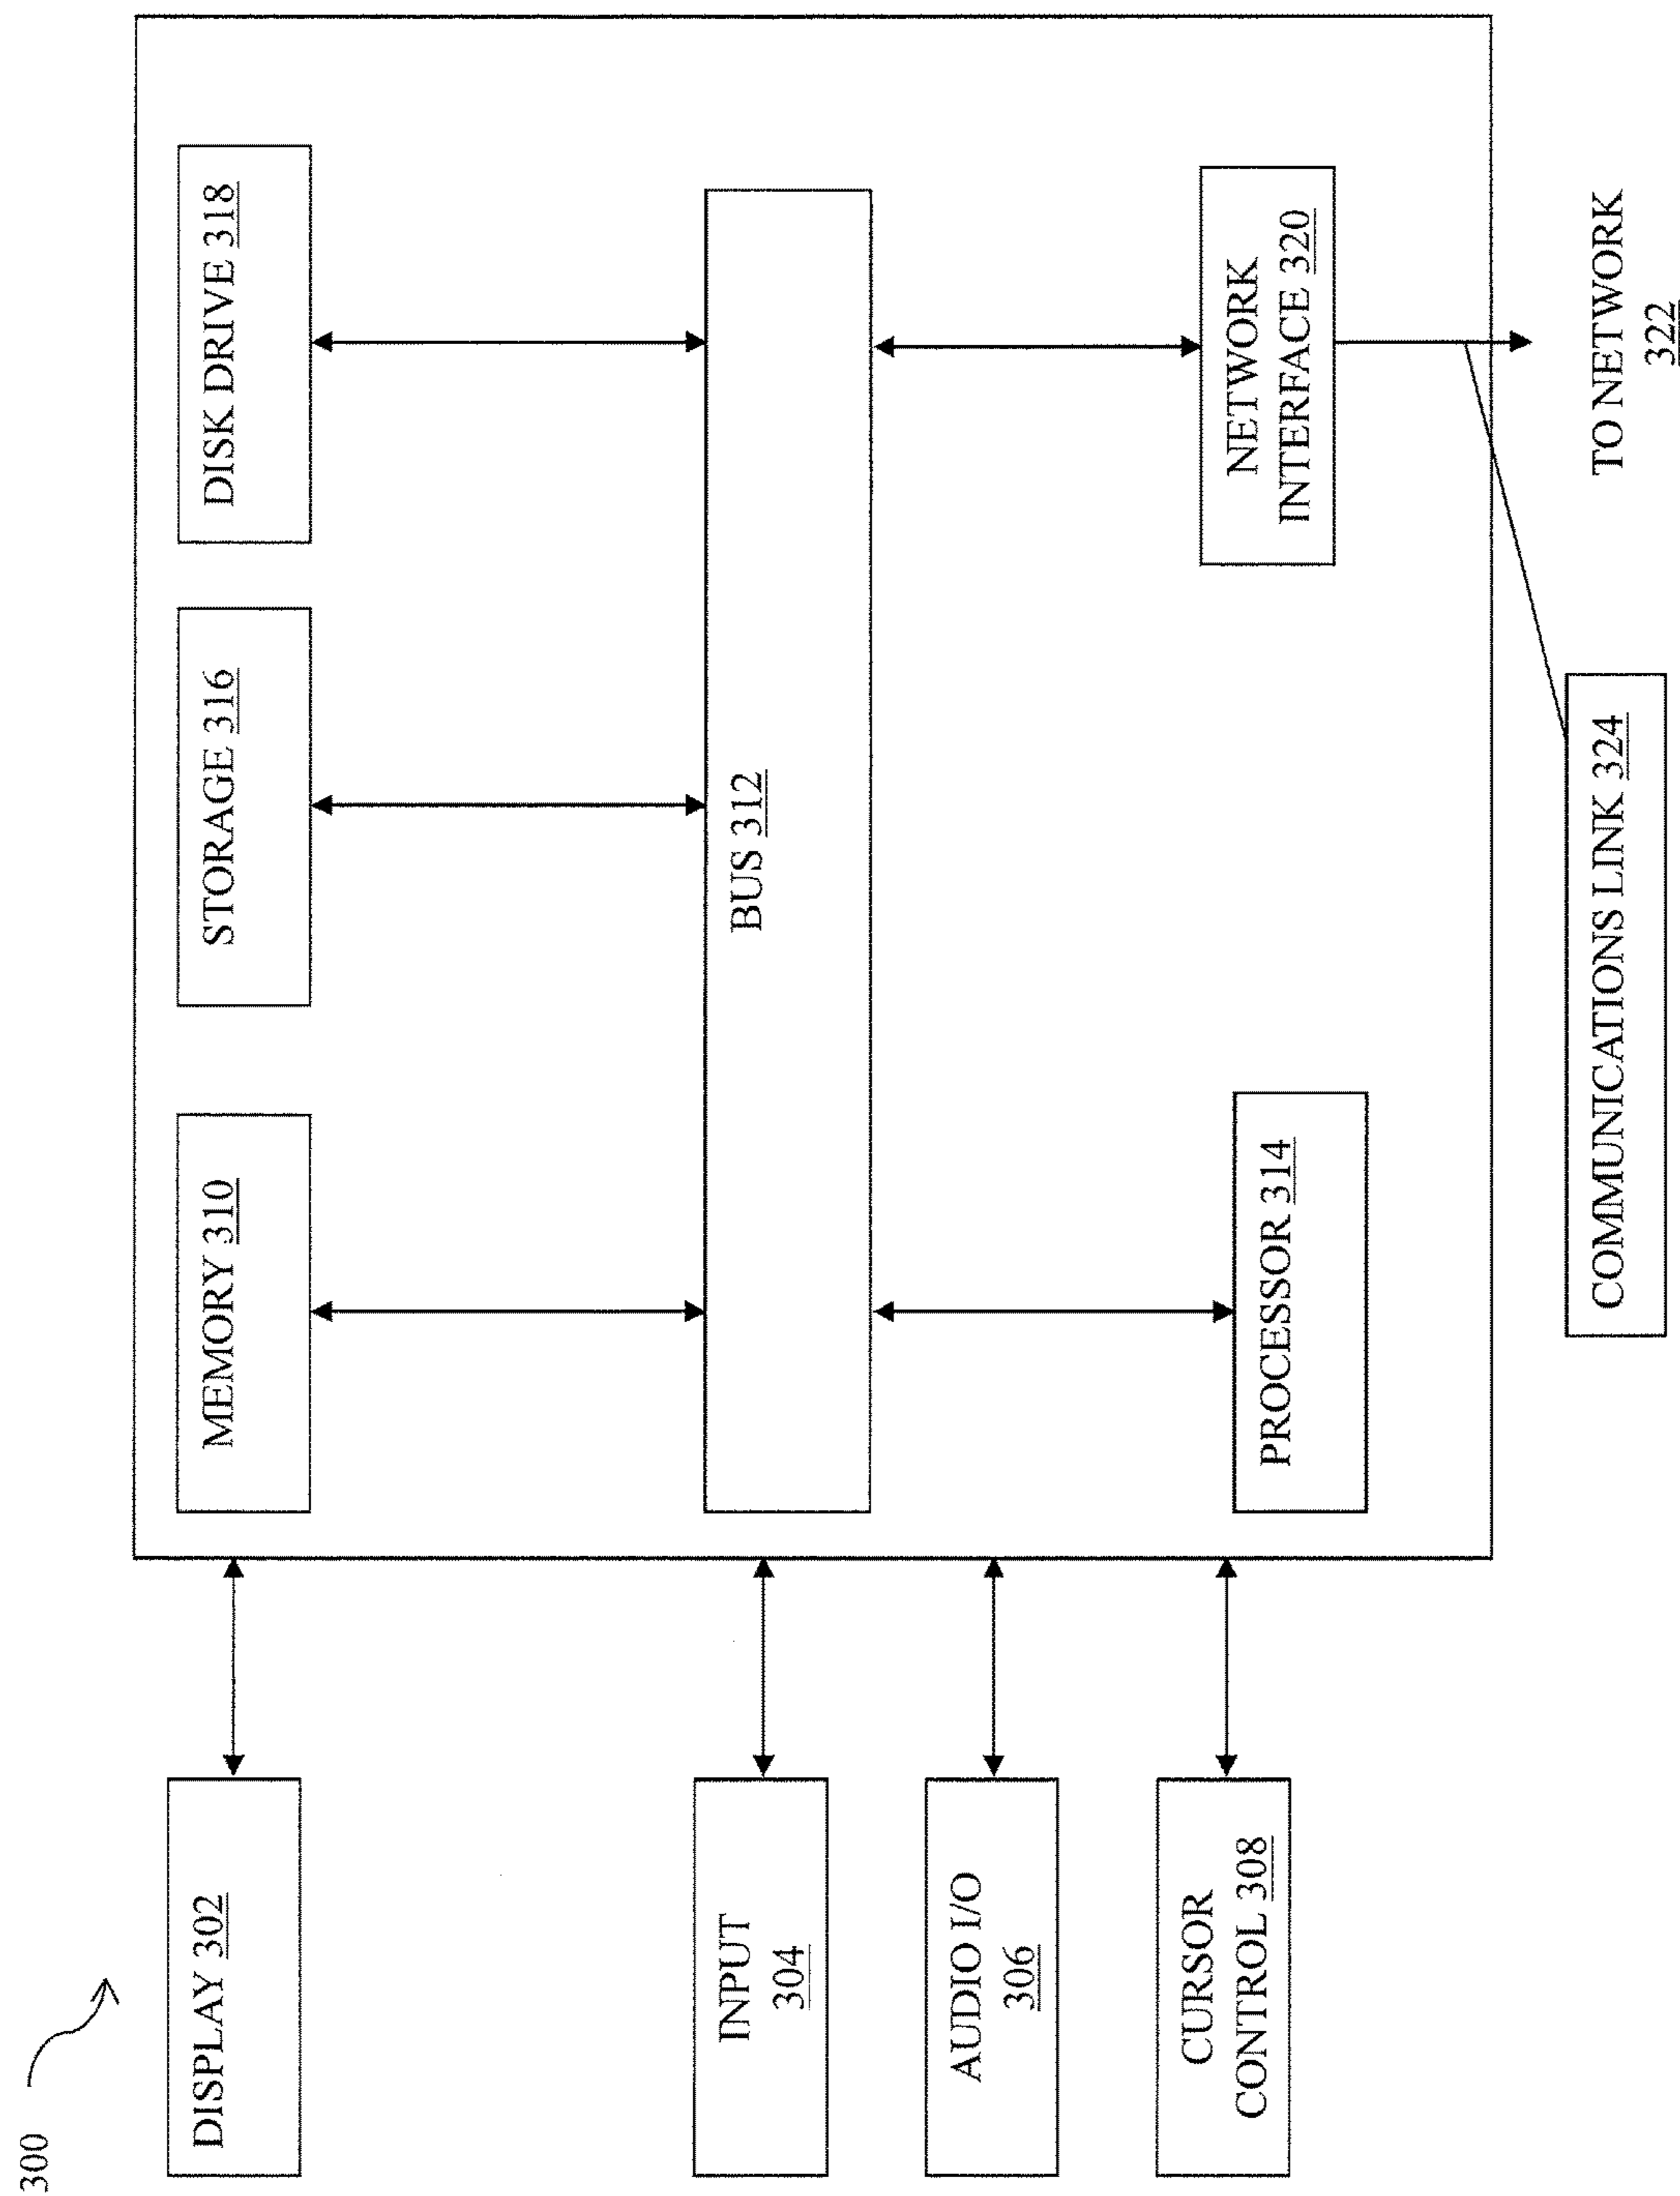 300
DISPLAY 302
INPUT
304
AUDIO I/O
306
CURSOR
CONTROL 308
MEMORY 310
STORAGE 316
DISK DRIVE 318
BUS 312
PROCESSOR 314
NETWORK
INTERFACE 320
COMMUNICATIONS LINK 324
TO NETWORK
322